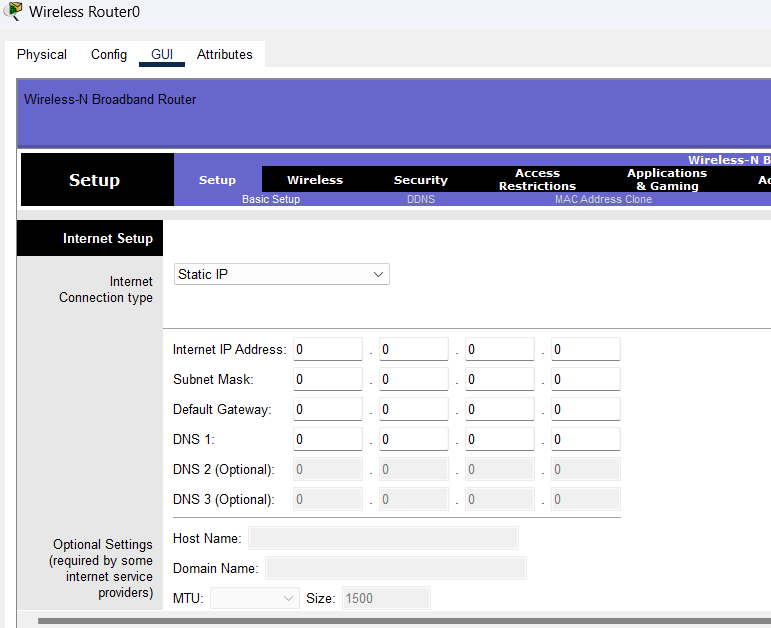 Wireless Router0
Physical Config GUI Attributes
Wireless-N Broadband Router
Wireless-N B
Setup
Setup Wireless Security Access Restrictions Applications & Gaming
Basic Setup DDNS MAC Address Clone
Internet Setup
Internet
Connection type
Static IP
Internet IP Address: 0 . 0 . 0 . 0
Subnet Mask: 0 . 0 . 0 . 0
Default Gateway: 0 . 0 . 0 . 0
DNS 1: 0 . 0 . 0 . 0
DNS 2 (Optional): 0 . 0 . 0 . 0
DNS 3 (Optional): 0 . 0 . 0 . 0
Optional Settings
(required by some
internet service
providers)
Host Name:
Domain Name:
MTU: Size: 1500